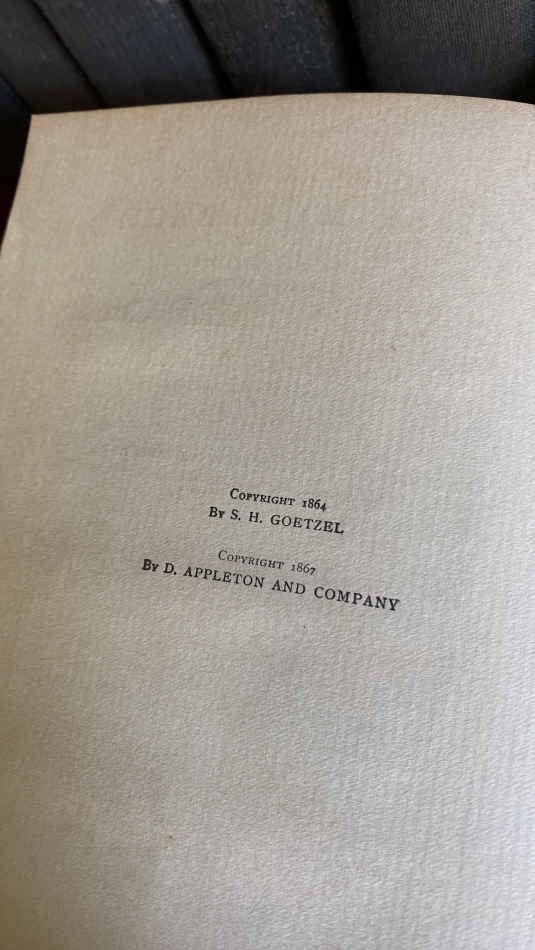 Copyright 1864
By S. H. GOETZEL
Copyright 1867
By D. APPLETON AND COMPANY